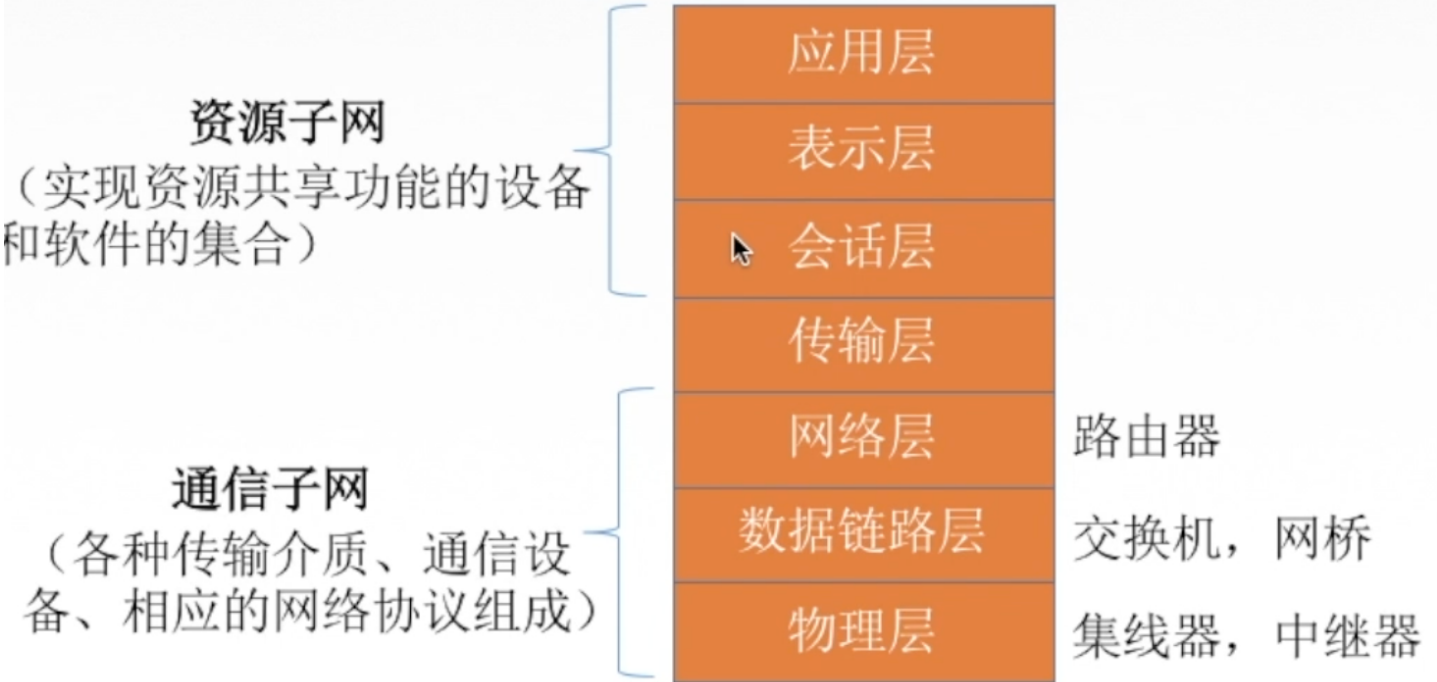 应用层
表示层
会话层
传输层
网络层
数据链路层
物理层
资源子网
（实现资源共享功能的设备
和软件的集合）
通信子网
（各种传输介质、通信设
备、相应的网络协议组成）
路由器
交换机，网桥
集线器，中继器